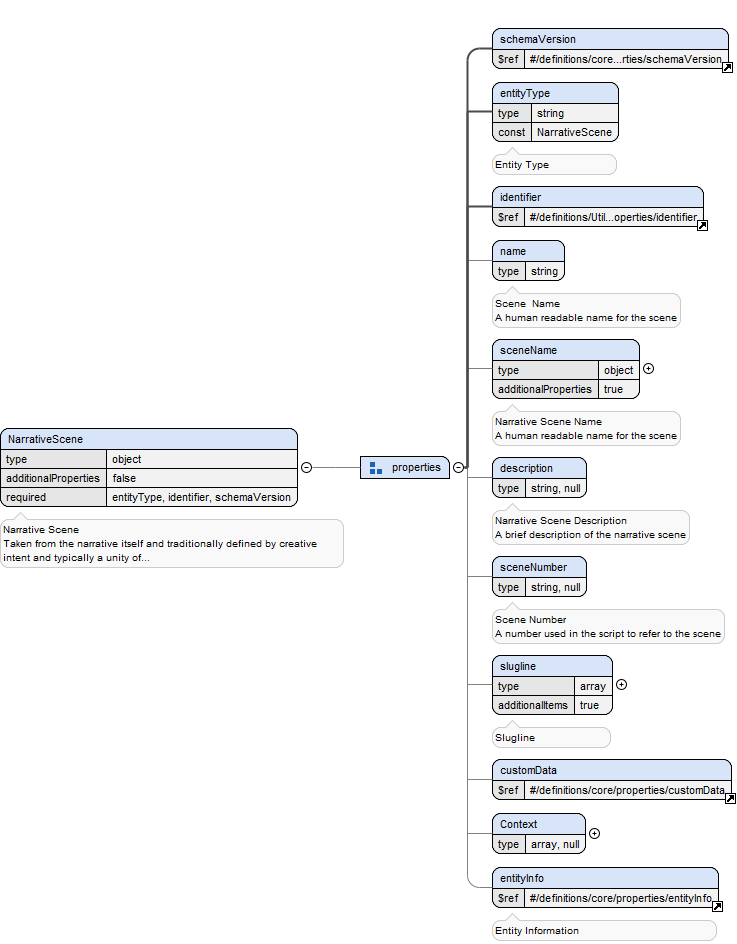 NarrativeScene
type object
additionalProperties false
required entityType, identifier, schemaVersion
Narrative Scene
Taken from the narrative itself and traditionally defined by creative
intent and typically a unity of...
properties
schemaVersion
$ref #/definitions/core...rties/schemaVersion
entityType
type string
const NarrativeScene
Entity Type
identifier
$ref #/definitions/Util...operties/identifier
name
type string
Scene  Name
A human readable name for the scene
sceneName
type object
additionalProperties true
Narrative Scene Name
A human readable name for the scene
description
type string, null
Narrative Scene Description
A brief description of the narrative scene
sceneNumber
type string, null
Scene Number
A number used in the script to refer to the scene
slugline
type array
additionalItems true
Slugline
customData
$ref #/definitions/core/properties/customData
Context
type array, null
entityInfo
$ref #/definitions/core/properties/entityInfo
Entity Information